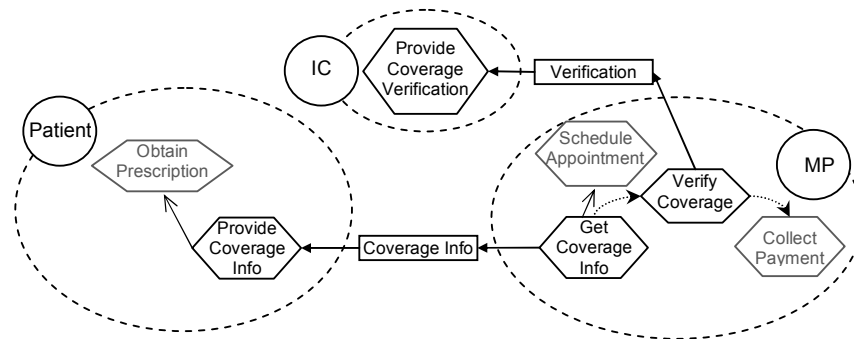 IC
Provide
Coverage
Verification
Verification
Patient
Obtain
Prescription
Schedule
Appointment
MP
Verify
Coverage
Provide
Coverage
Info
Coverage Info
Get
Coverage
Info
Collect
Payment